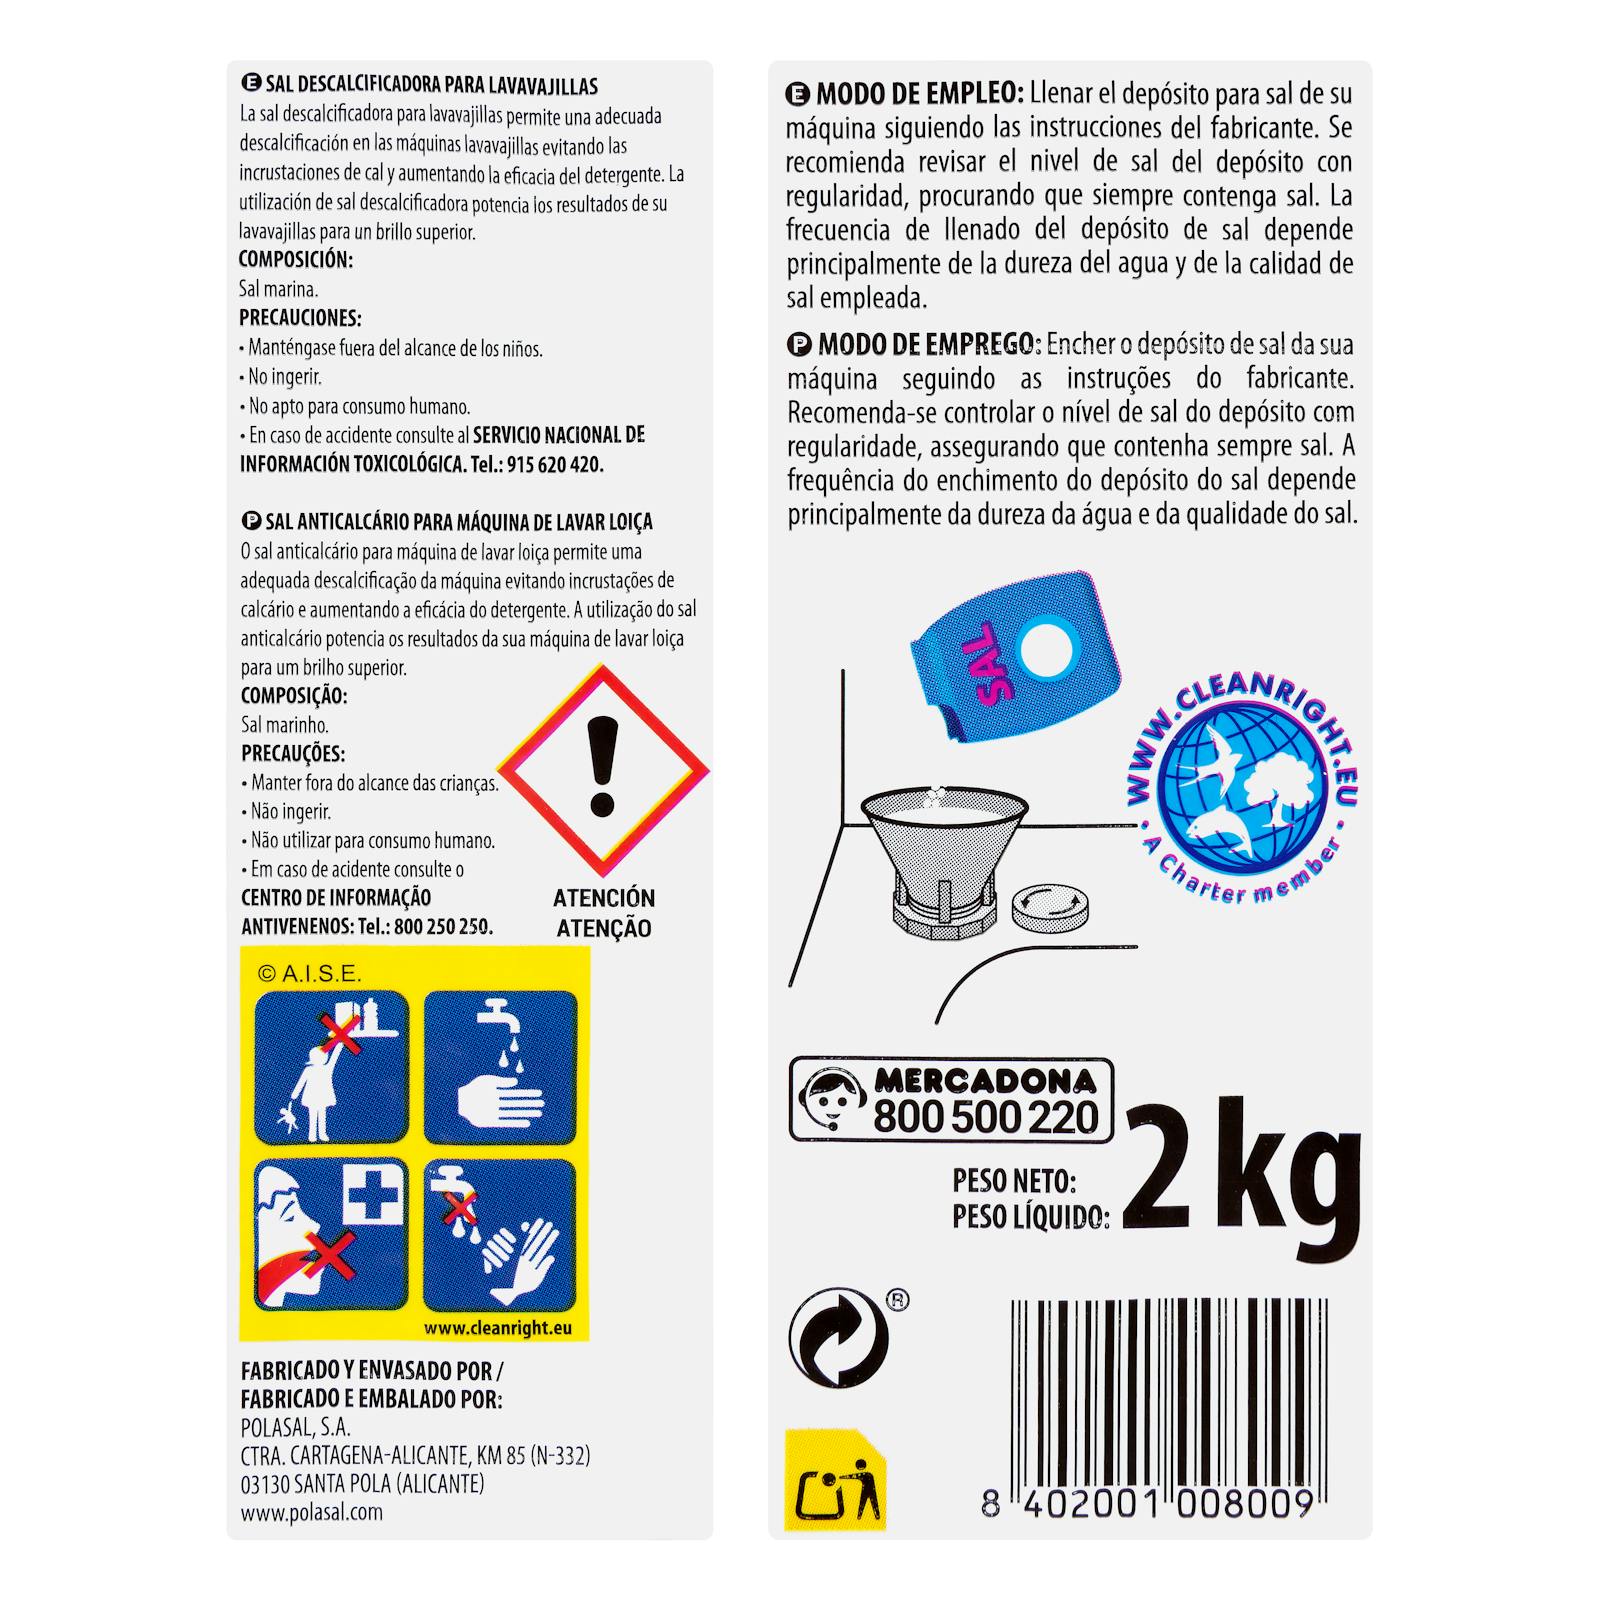 E SAL DESCALCIFICADORA PARA LAVAVAJILLAS
La sal descalcificadora para lavavajillas permite una adecuada
descalcificación en las máquinas lavavajillas evitando las
incrustaciones de cal y aumentando la eficacia del detergente. La
utilización de sal descalcificadora potencia los resultados de su
lavavajillas para un brillo superior.
COMPOSICIÓN:
Sal marina.
PRECAUCIONES:
• Manténgase fuera del alcance de los niños.
• No ingerir.
• No apto para consumo humano.
• En caso de accidente consulte al SERVICIO NACIONAL DE
INFORMACIÓN TOXICOLÓGICA. Tel.: 915 620 420.
P SAL ANTICALCÁRIO PARA MÁQUINA DE LAVAR LOIÇA
O sal anticalcário para máquina de lavar loiça permite uma
adequada descalcificação da máquina evitando incrustações de
calcário e aumentando a eficácia do detergente. A utilização do sal
anticalcário potencia os resultados da sua máquina de lavar loiça
para um brilho superior.
COMPOSIÇÃO:
Sal marinho.
PRECAUÇÕES:
• Manter fora do alcance das crianças.
• Não ingerir.
• Não utilizar para consumo humano.
• Em caso de acidente consulte o
CENTRO DE INFORMAÇÃO
ANTIVENENOS: Tel.: 800 250 250.
ATENCIÓN
ATENÇÃO
© A.I.S.E.
www.cleanright.eu
FABRICADO Y ENVASADO POR /
FABRICADO E EMBALADO POR:
POLASAL, S.A.
CTRA. CARTAGENA-ALICANTE, KM 85 (N-332)
03130 SANTA POLA (ALICANTE)
www.polasal.com
E MODO DE EMPLEO: Llenar el depósito para sal de su
máquina siguiendo las instrucciones del fabricante. Se
recomienda revisar el nivel de sal del depósito con
regularidad, procurando que siempre contenga sal. La
frecuencia de llenado del depósito de sal depende
principalmente de la dureza del agua y de la calidad de
sal empleada.
P MODO DE EMPREGO: Encher o depósito de sal da sua
máquina seguindo as instruções do fabricante.
Recomenda-se controlar o nível de sal do depósito com
regularidade, assegurando que contenha sempre sal. A
frequência do enchimento do depósito do sal depende
principalmente da dureza da água e da qualidade do sal.
SAL
WWW.CLEANRIGHT.EU
• A Charter member •
MERCADONA
800 500 220
PESO NETO:
PESO LÍQUIDO:
2 kg
®
8 402001 008009